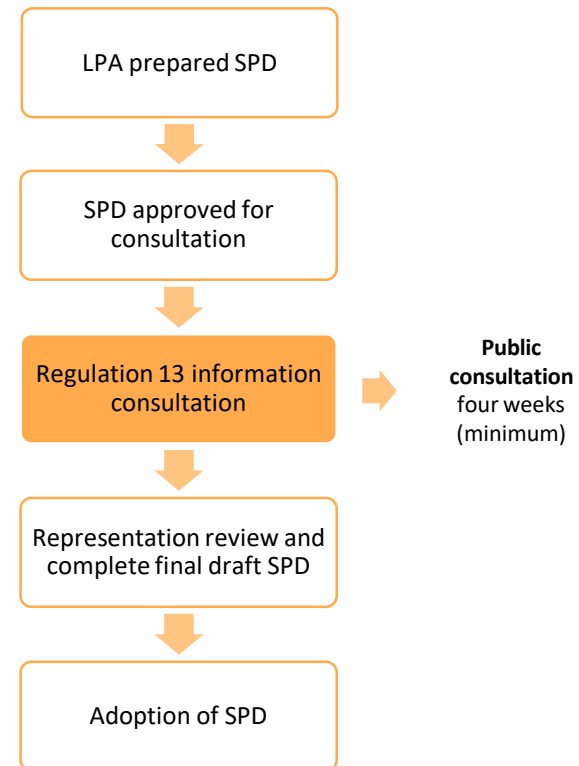 LPA prepared SPD
SPD approved for
consultation
Regulation 13 information
consultation
Public
consultation
four weeks
(minimum)
Representation review and
complete final draft SPD
Adoption of SPD